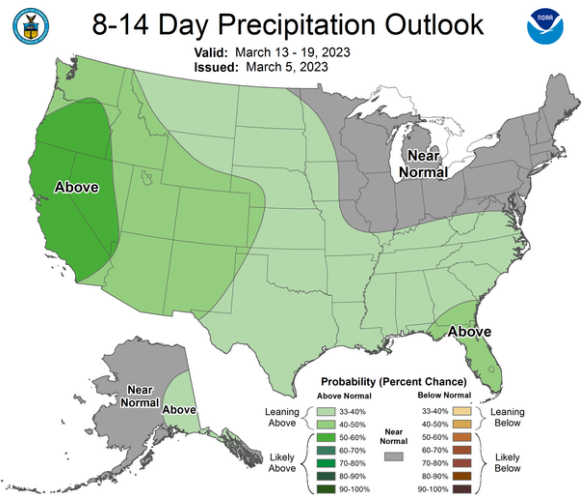 8-14 Day Precipitation Outlook
Valid: March 13 - 19, 2023
Issued: March 5, 2023
NOAA
Above
Near
Normal
Above
Near
Normal
Above
Probability (Percent Chance)
Above Normal
Below Normal
Leaning
Above
33-40%
40-50%
Likely
Above
50-60%
60-70%
70-80%
80-90%
90-100%
Near
Normal
33-40%
40-50%
Leaning
Below
50-60%
60-70%
70-80%
80-90%
90-100%
Likely
Below